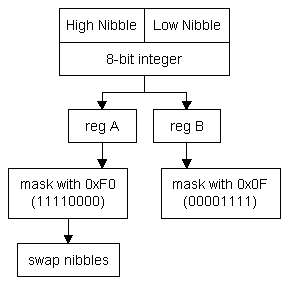 High Nibble Low Nibble
8-bit integer
reg A reg B
mask with 0xF0 mask with 0x0F
(11110000) (00001111)
swap nibbles